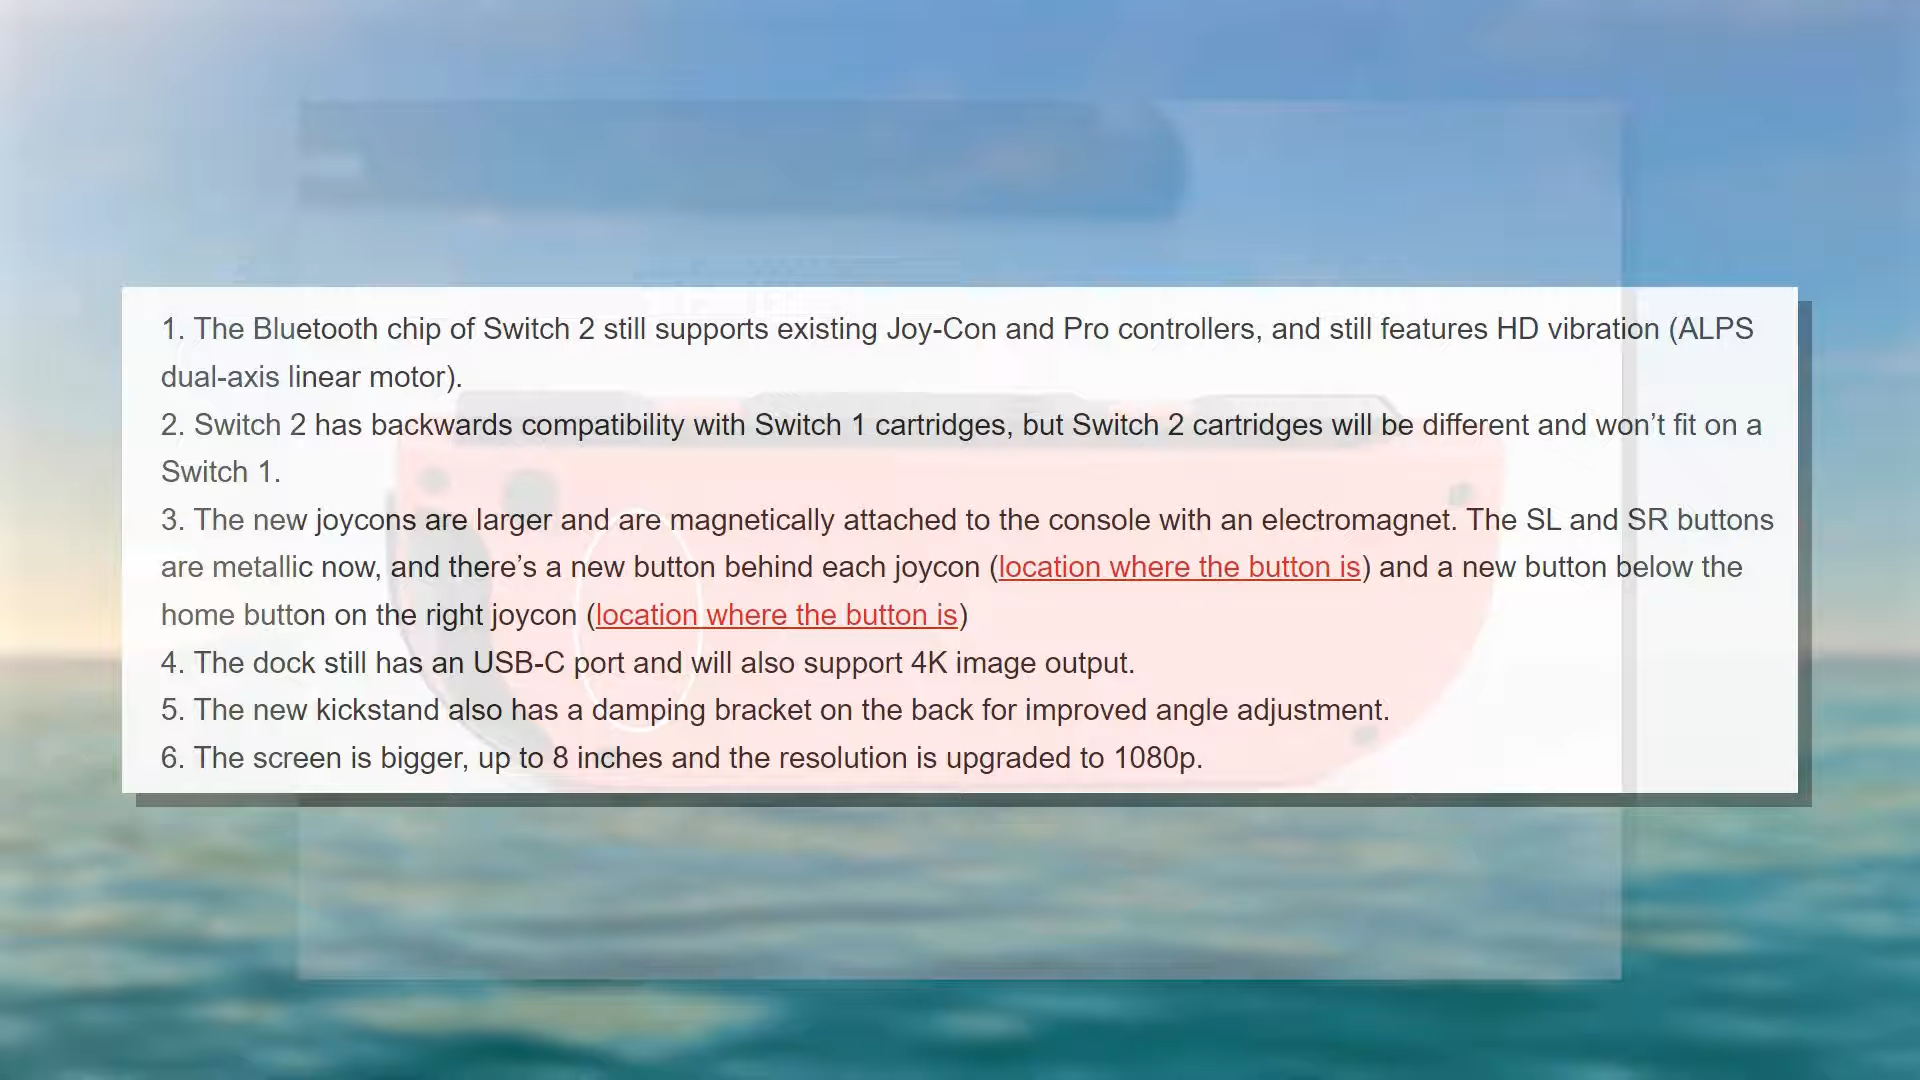 1. The Bluetooth chip of Switch 2 still supports existing Joy-Con and Pro controllers, and still features HD vibration (ALPS
dual-axis linear motor).
2. Switch 2 has backwards compatibility with Switch 1 cartridges, but Switch 2 cartridges will be different and won’t fit on a
Switch 1.
3. The new joycons are larger and are magnetically attached to the console with an electromagnet. The SL and SR buttons
are metallic now, and there’s a new button behind each joycon (location where the button is) and a new button below the
home button on the right joycon (location where the button is)
4. The dock still has an USB-C port and will also support 4K image output.
5. The new kickstand also has a damping bracket on the back for improved angle adjustment.
6. The screen is bigger, up to 8 inches and the resolution is upgraded to 1080p.